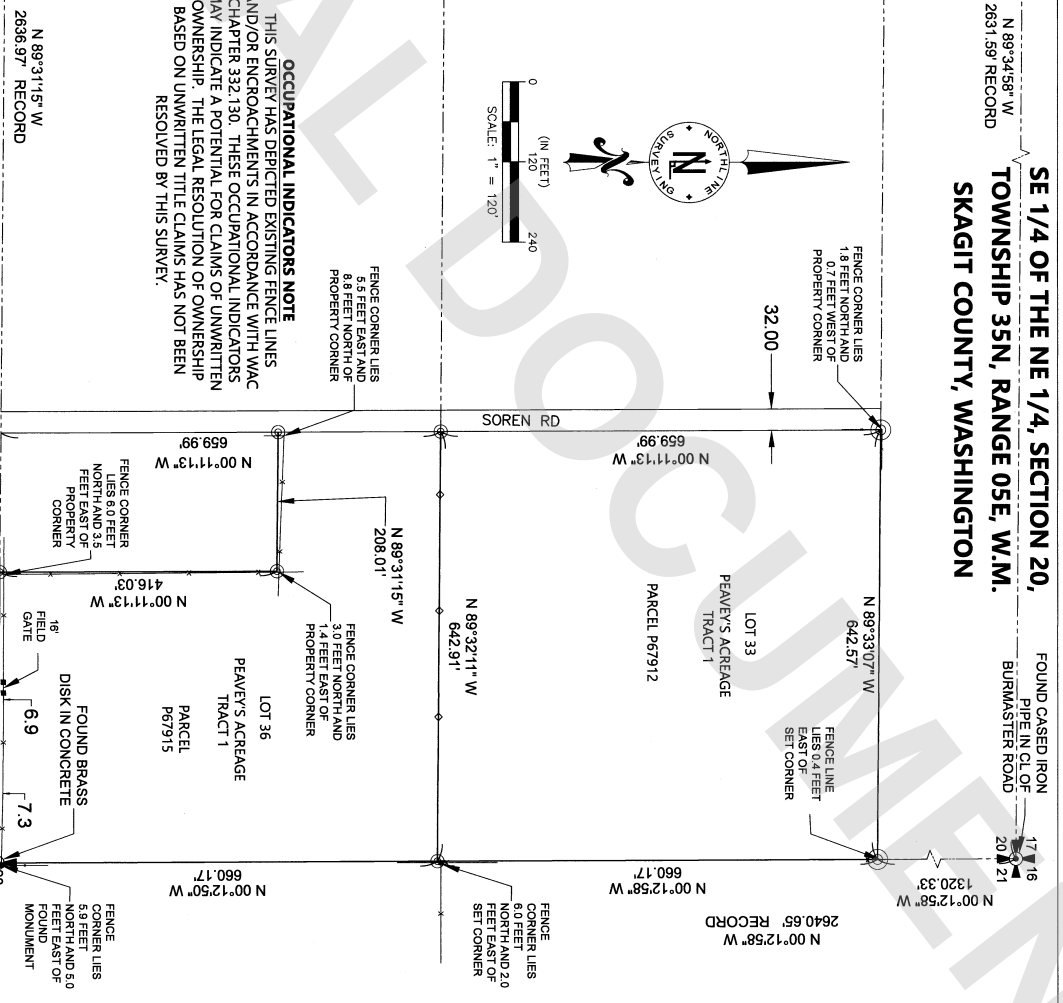 SE 1/4 OF THE NE 1/4, SECTION 20,
TOWNSHIP 35N, RANGE 05E, W.M.
SKAGIT COUNTY, WASHINGTON
N 89°34'58" W
2631.59' RECORD
FOUND CASED IRON
PIPE IN CL OF
BURMASTER ROAD
17 16
20 21
N 00°12'58" W
1320.33'
N 00°12'58" W
2640.65' RECORD
NORTHLINE
SURVEYING
N
0 120 240
(IN FEET)
SCALE: 1" = 120'
FENCE CORNER LIES
1.8 FEET NORTH AND
0.7 FEET WEST OF
PROPERTY CORNER
32.00
N 89°33'07" W
642.57'
FENCE LINE
LIES 0.4 FEET
EAST OF
SET CORNER
SOREN RD
N 00°11'13" W
659.99'
LOT 33
PEAVEY'S ACREAGE
TRACT 1
PARCEL P67912
N 00°12'58" W
660.17'
N 89°32'11" W
642.91'
FENCE
CORNER LIES
6.0 FEET
NORTH AND 2.0
FEET EAST OF
SET CORNER
FENCE CORNER LIES
5.5 FEET EAST AND
8.8 FEET NORTH OF
PROPERTY CORNER
N 89°31'15" W
208.01'
FENCE CORNER LIES
3.0 FEET NORTH AND
1.4 FEET EAST OF
PROPERTY CORNER
N 00°11'13" W
659.99'
N 00°11'13" W
416.03'
LOT 36
PEAVEY'S ACREAGE
TRACT 1
PARCEL
P67915
N 00°12'50" W
660.17'
OCCUPATIONAL INDICATORS NOTE
THIS SURVEY HAS DEPICTED EXISTING FENCE LINES
AND/OR ENCROACHMENTS IN ACCORDANCE WITH WAC
CHAPTER 332.130. THESE OCCUPATIONAL INDICATORS
MAY INDICATE A POTENTIAL FOR CLAIMS OF UNWRITTEN
OWNERSHIP. THE LEGAL RESOLUTION OF OWNERSHIP
BASED ON UNWRITTEN TITLE CLAIMS HAS NOT BEEN
RESOLVED BY THIS SURVEY.
FENCE CORNER
LIES 6.0 FEET
NORTH AND 3.5
FEET EAST OF
PROPERTY
CORNER
16'
FIELD
GATE
6.9
FOUND BRASS
DISK IN CONCRETE
7.3
FENCE
CORNER LIES
5.9 FEET
NORTH AND 5.0
FEET EAST OF
FOUND
MONUMENT
N 89°31'15" W
2636.97' RECORD